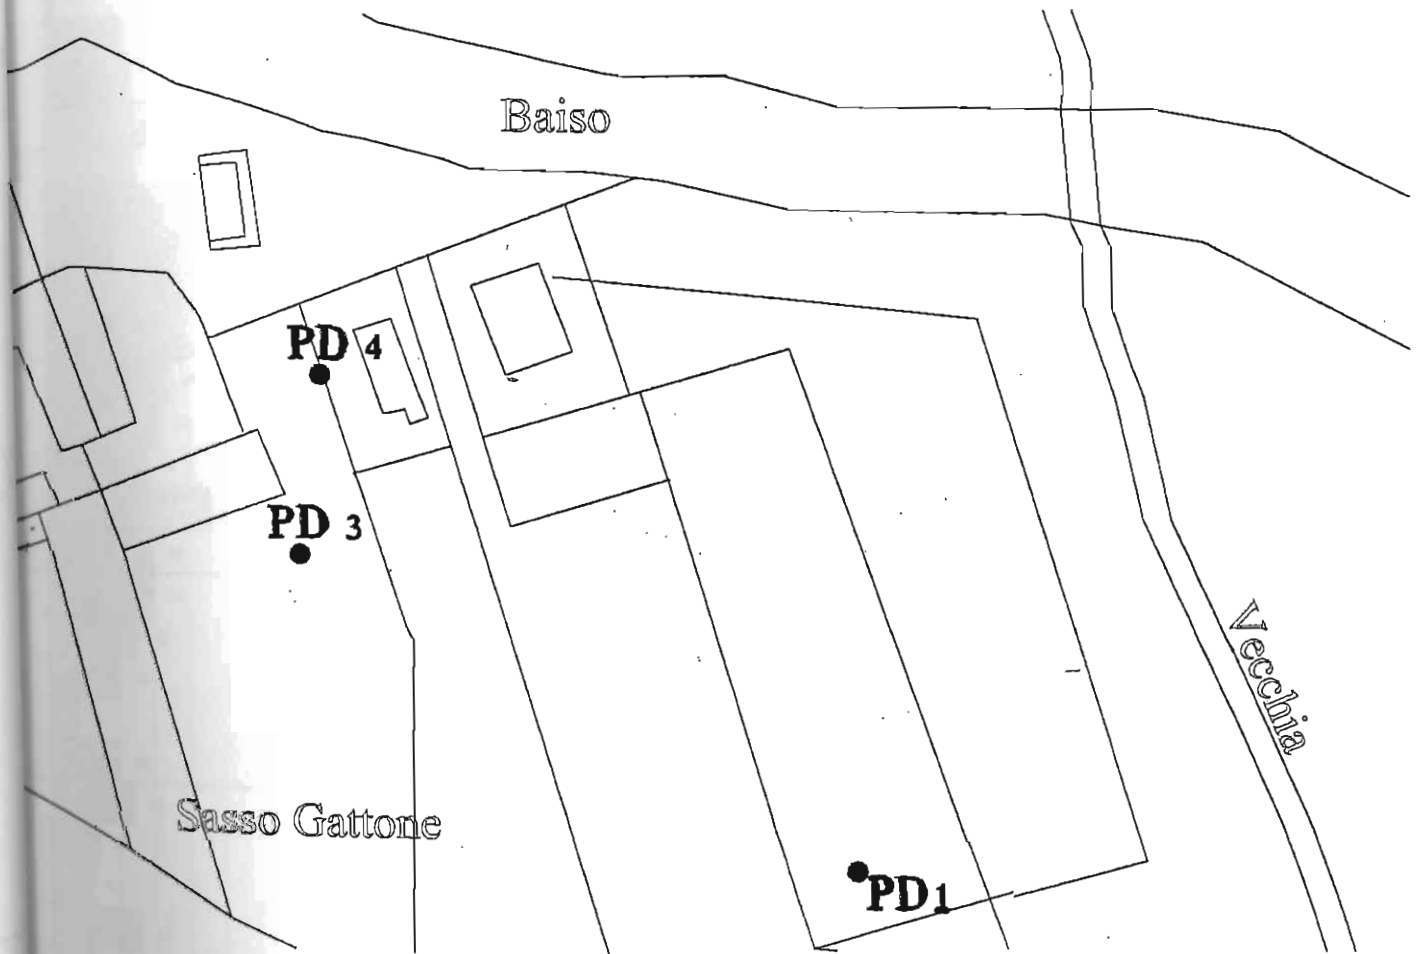 Baiso
PD 4
PD 3
Vecchia
Sasso Gattone
PD1